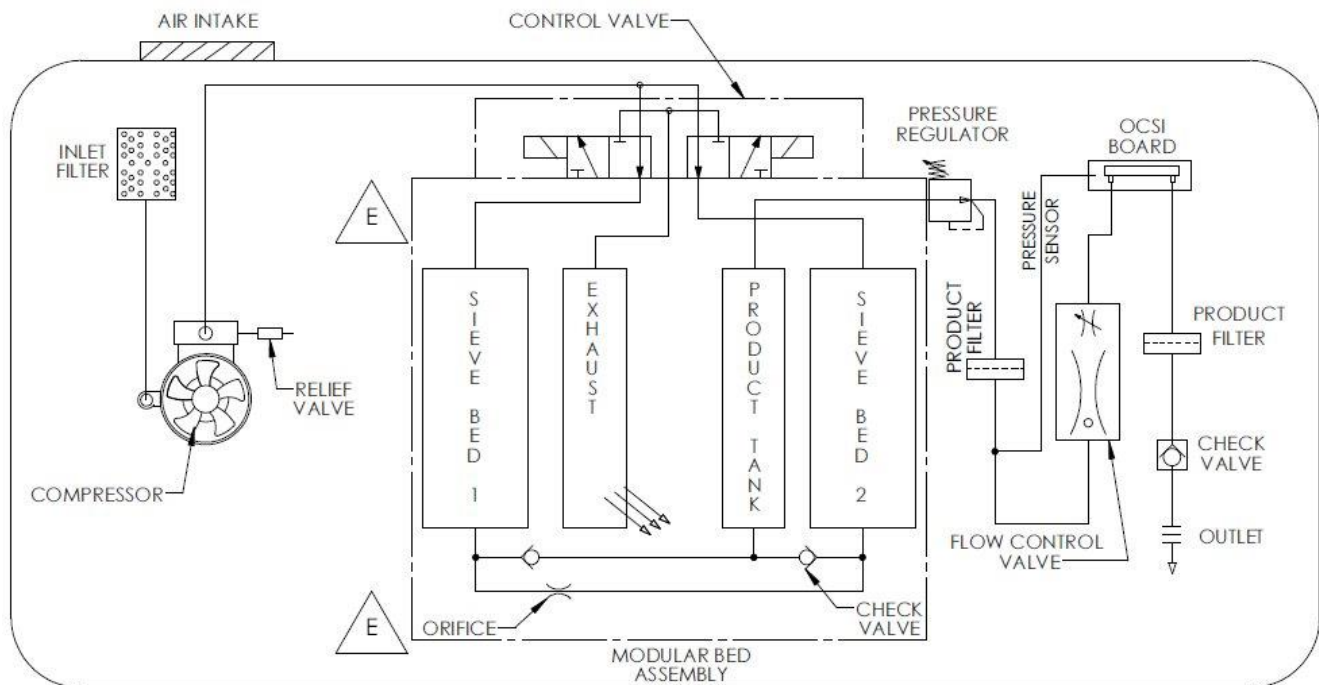 AIR INTAKE
CONTROL VALVE
INLET
FILTER
PRESSURE
REGULATOR
OCSI
BOARD
E
PRESSURE
SENSOR
SIEVE BED 1
EXHAUST
PRODUCT TANK
SIEVE BED 2
PRODUCT
FILTER
PRODUCT
FILTER
RELIEF
VALVE
COMPRESSOR
CHECK
VALVE
FLOW CONTROL
VALVE
OUTLET
E
ORIFICE
CHECK
VALVE
MODULAR BED
ASSEMBLY